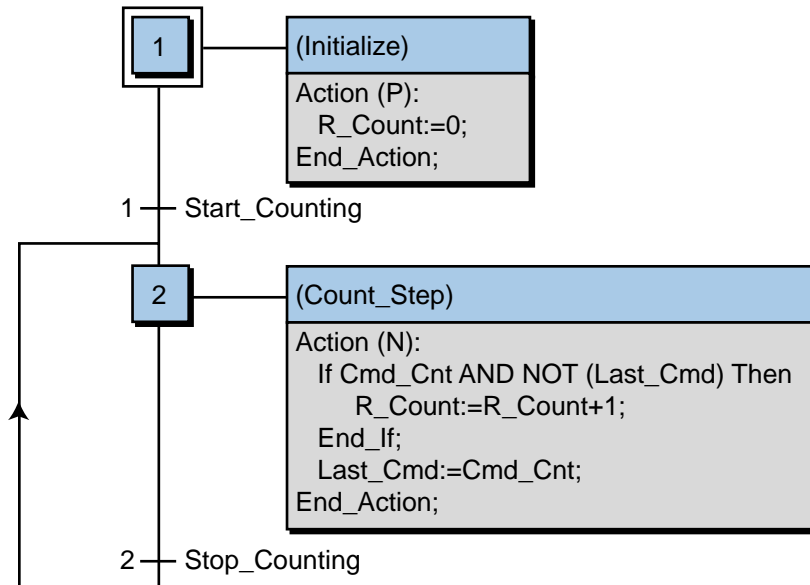 1
(Initialize)
Action (P):
R_Count:=0;
End_Action;
1
Start_Counting
2
(Count_Step)
Action (N):
If Cmd_Cnt AND NOT (Last_Cmd) Then
R_Count:=R_Count+1;
End_If;
Last_Cmd:=Cmd_Cnt;
End_Action;
2
Stop_Counting